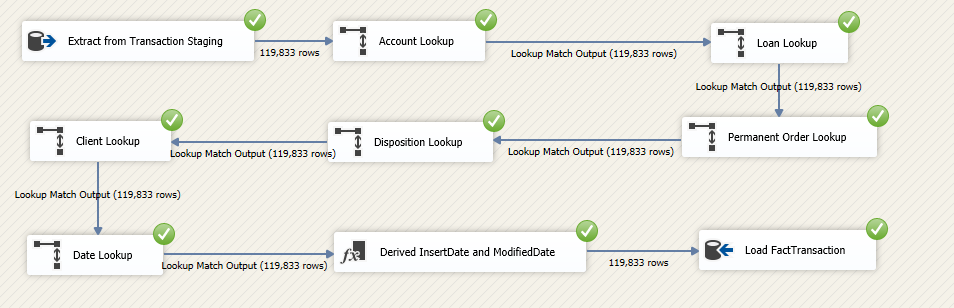 Extract from Transaction Staging
119,833 rows
Account Lookup
Lookup Match Output (119,833 rows)
Loan Lookup
Lookup Match Output (119,833 rows)
Permanent Order Lookup
Lookup Match Output (119,833 rows)
Disposition Lookup
Lookup Match Output (119,833 rows)
Client Lookup
Lookup Match Output (119,833 rows)
Date Lookup
Lookup Match Output (119,833 rows)
fx
Derived InsertDate and ModifiedDate
119,833 rows
Load FactTransaction